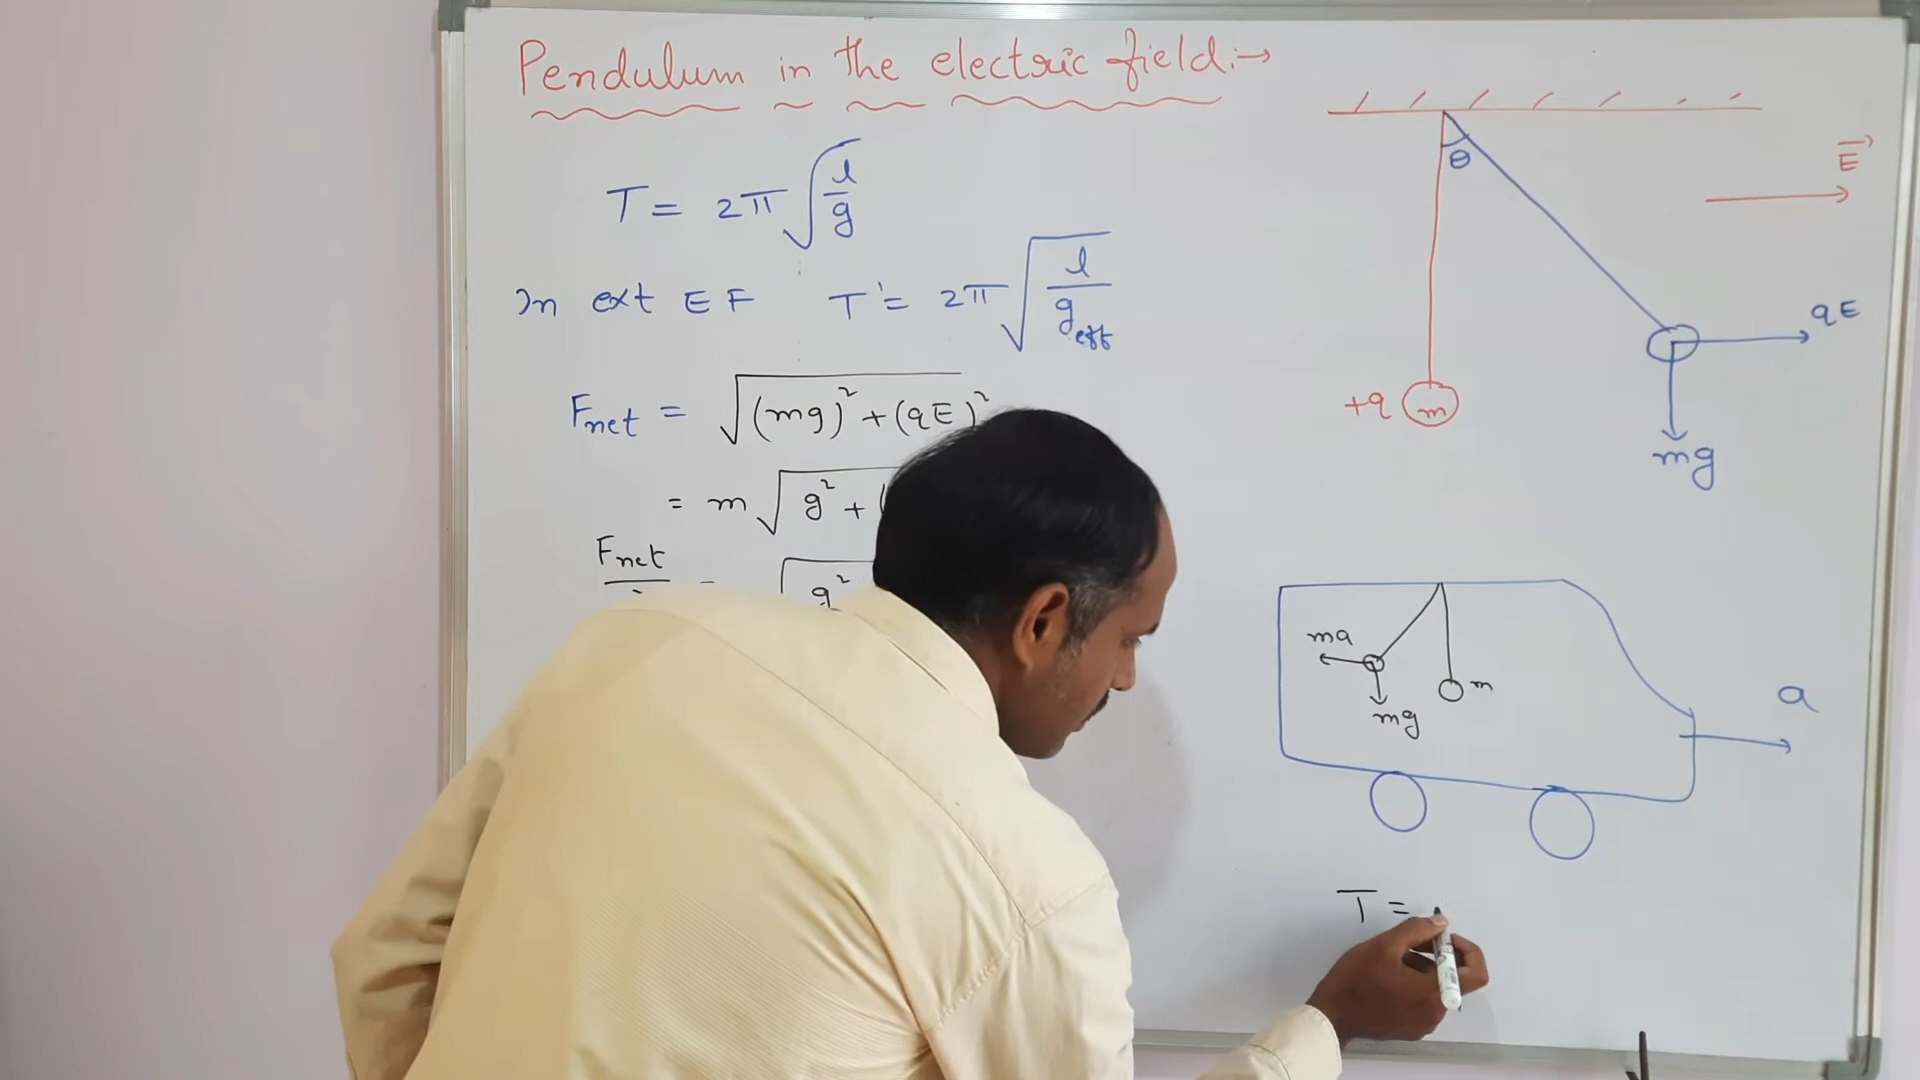 Pendulum in the electric field:→
T = 2π √(l/g)
In ext EF T' = 2π √(l/g_eff)
F_net = √((mg)² + (qE)²)
= m √(g² + (
F_net
= √(g²
θ
E→
qE
+q m
mg
ma
m
mg
a
T =